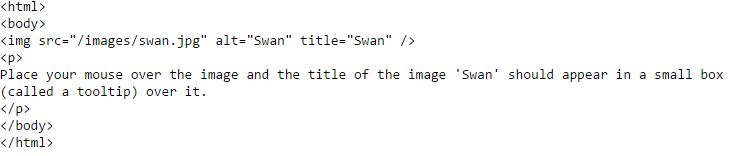 <html>
<body>
<img src="/images/swan.jpg" alt="Swan" title="Swan" />
<p>
Place your mouse over the image and the title of the image 'Swan' should appear in a small box
(called a tooltip) over it.
</p>
</body>
</html>